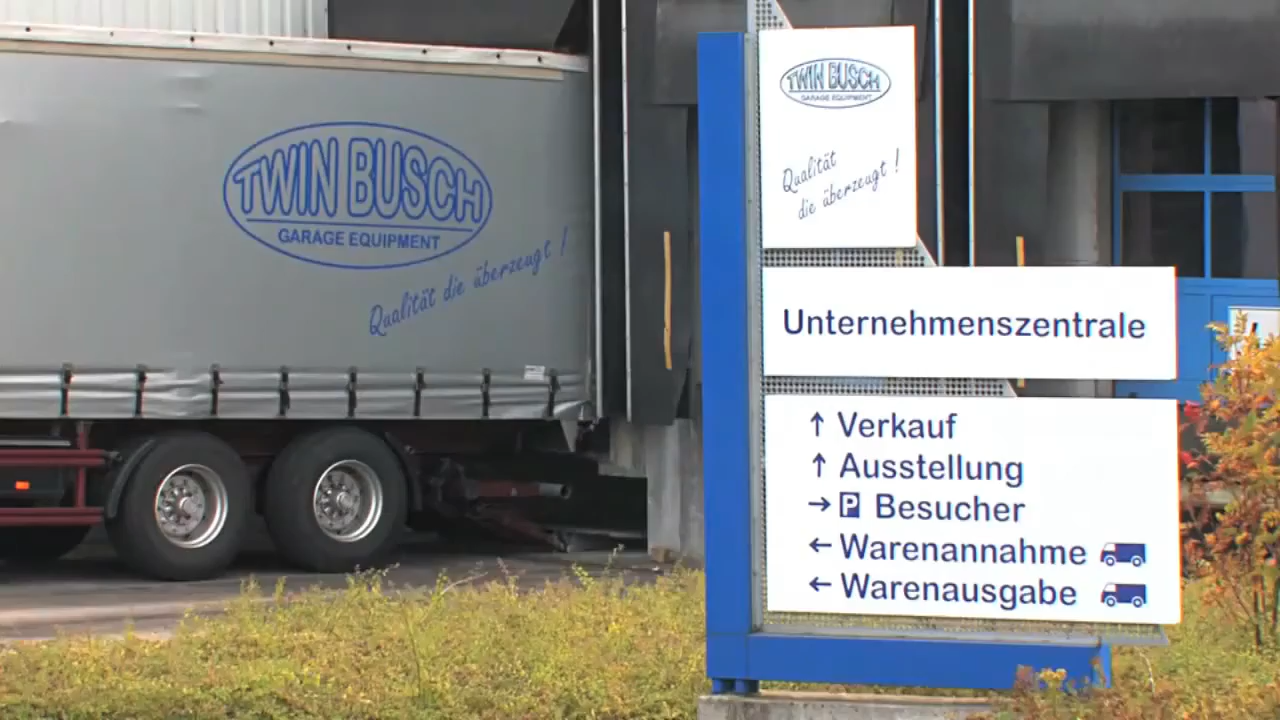 TWIN BUSCH
GARAGE EQUIPMENT
Qualität die überzeugt !
TWIN BUSCH
GARAGE EQUIPMENT
Qualität
die überzeugt !
Unternehmenszentrale
↑ Verkauf
↑ Ausstellung
→ P Besucher
← Warenannahme
← Warenausgabe